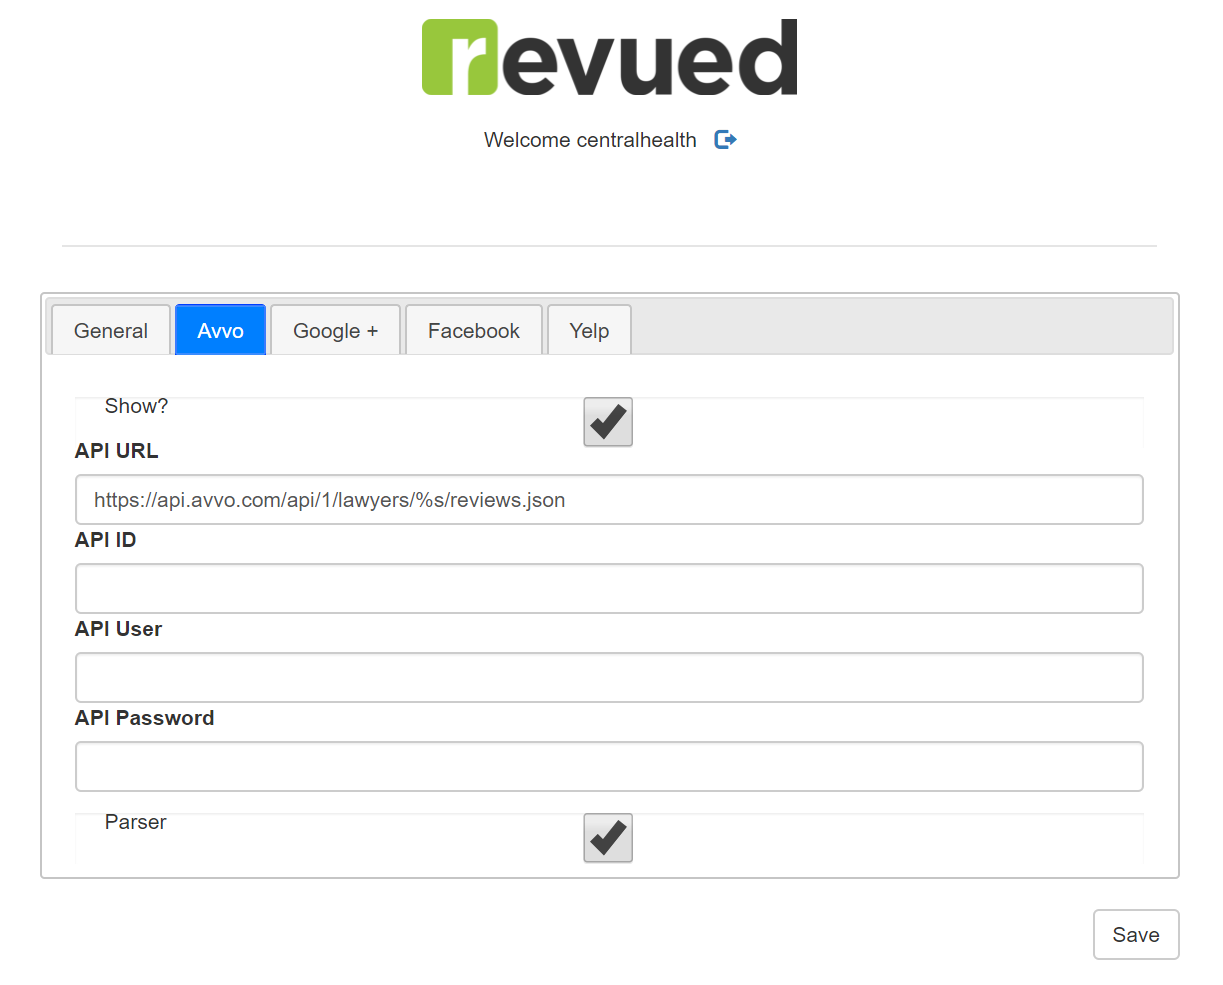 revued
Welcome centralhealth
General Avvo Google + Facebook Yelp
Show?
API URL
https://api.avvo.com/api/1/lawyers/%s/reviews.json
API ID
API User
API Password
Parser
Save